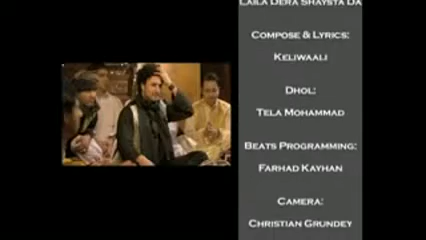 LAILA DERA SHAYSTA DA
COMPOSE & LYRICS:
KELIWAALI
DHOL:
TELA MOHAMMAD
BEATS PROGRAMMING:
FARHAD KAYHAN
CAMERA:
CHRISTIAN GRUNDEY